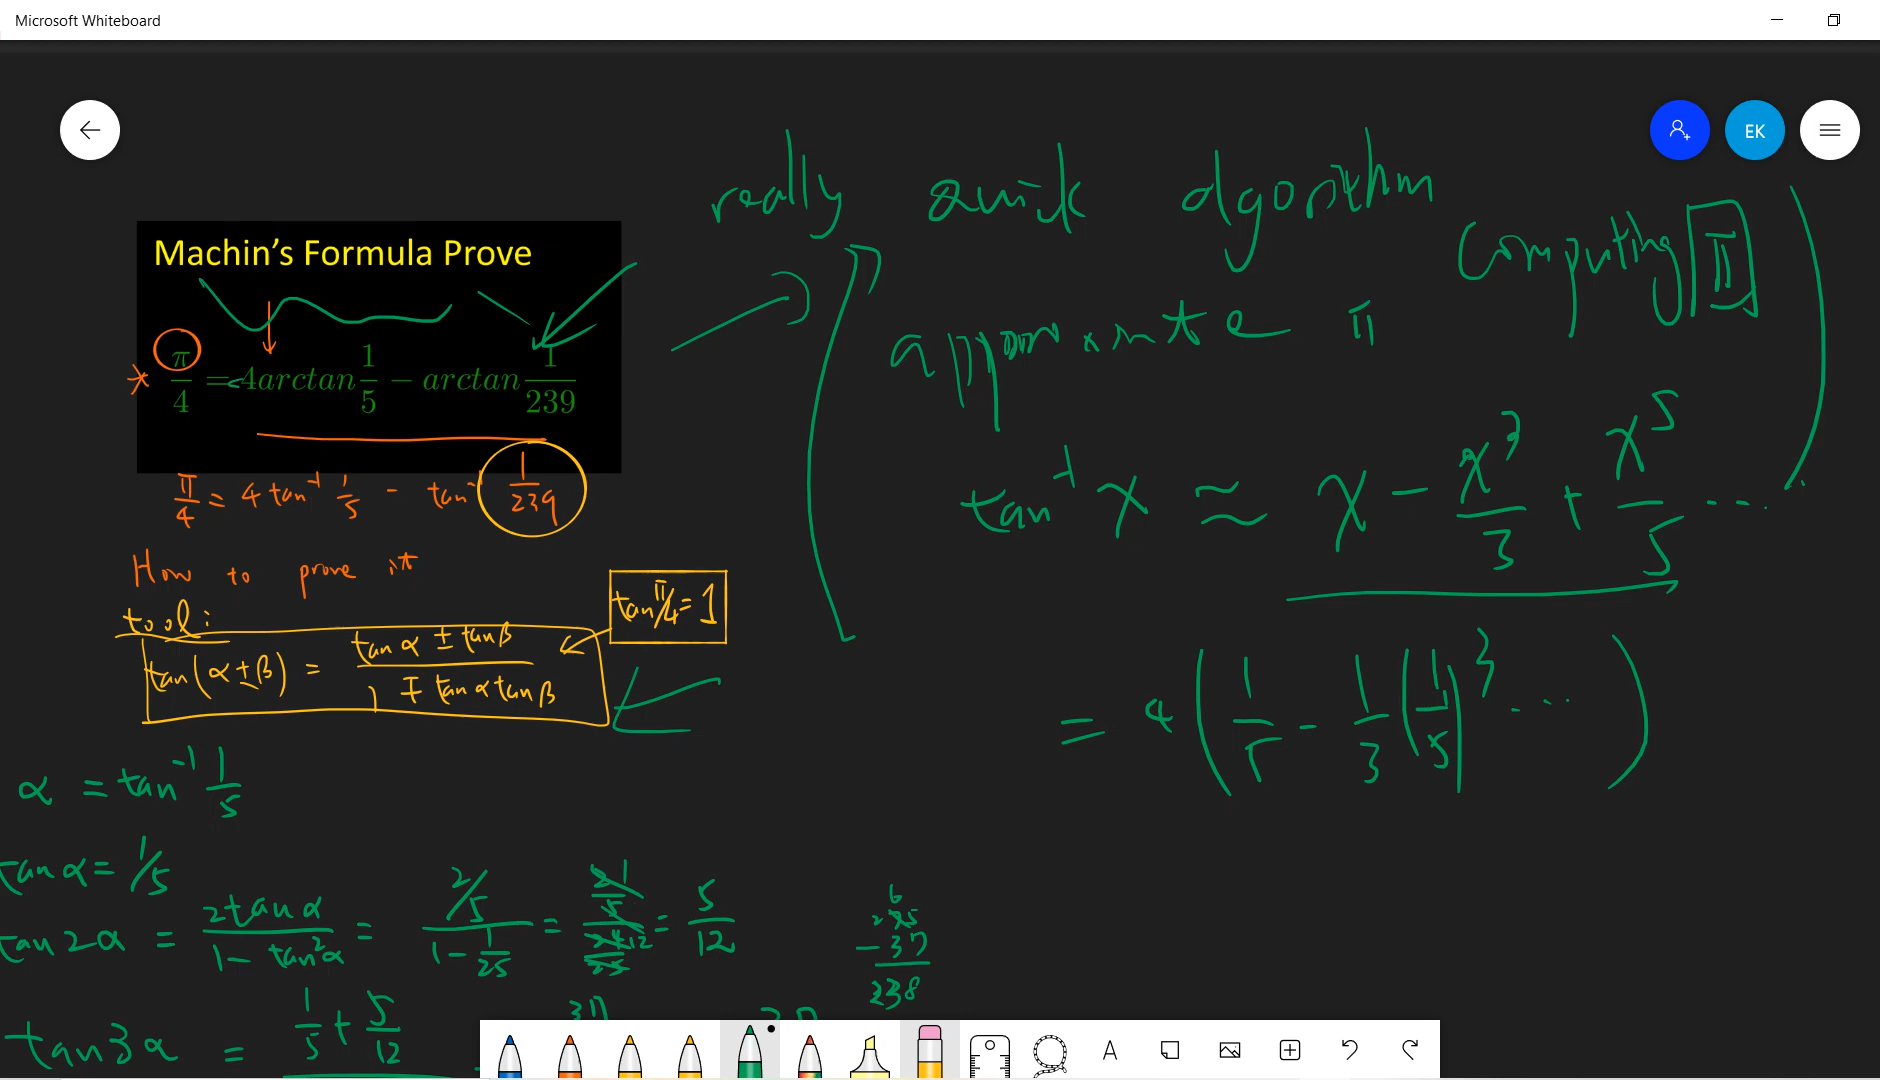 Microsoft Whiteboard
EK
really quick algorithm
Computing π
Machin's Formula Prove
* π/4 = 4arctan 1/5 − arctan 1/239
approximate π
π/4 = 4 tan⁻¹ 1/5 - tan⁻¹ 1/239
tan⁻¹ x ≈ x - x³/3 + x⁵/5 ...
How to prove it
tan π/4 = 1
tool:
tan(α ± β) = (tan α ± tan β)/(1 ∓ tan α tan β)
= 4(1/5 - 1/3(1/5)³ ... )
α = tan⁻¹ 1/5
tan α = 1/5
tan 2α = 2tan α/(1 - tan² α) = (2/5)/(1 - 1/25) = = 5/12
- 37
238
tan 3α = 1/5 + 5/12
37
A